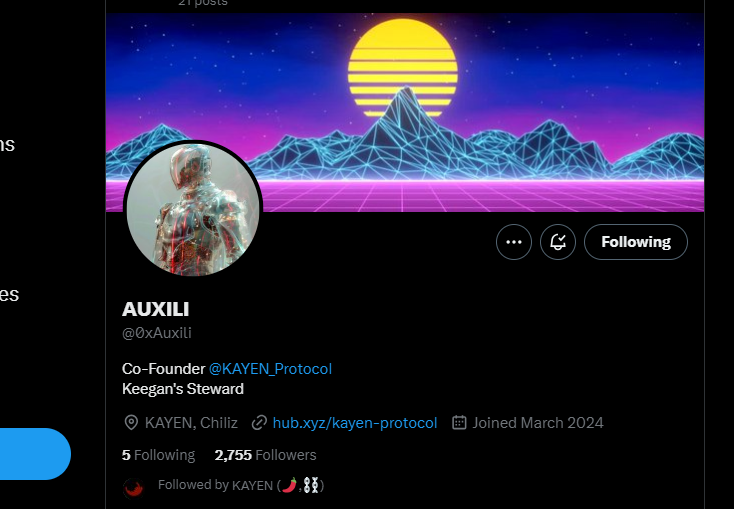 21 posts
ns
Following
AUXILI
@0xAuxili
Co-Founder @KAYEN_Protocol
Keegan's Steward
es
KAYEN, Chiliz hub.xyz/kayen-protocol Joined March 2024
5 Following 2,755 Followers
Followed by KAYEN (🌶️,⛓️)